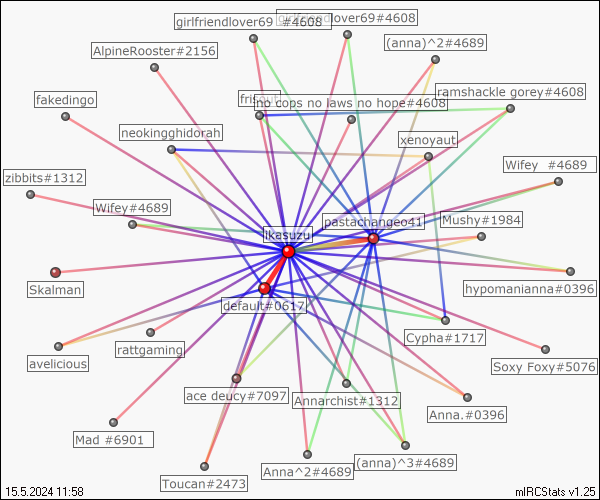 girlfriendlover69 #4608
girlfriendlover69#4608
(anna)^2#4689
AlpineRooster#2156
ramshackle gorey#4608
fakedingo
no cops no laws no hope#4608
neokingghidorah
xenoyaut
Wifey #4689
zibbits#1312
Wifey#4689
pastachangeo41
Mushy#1984
ikasuzu
Skalman
hypomanianna#0396
default#0617
Cypha#1717
rattgaming
avelicious
Soxy Foxy#5076
ace deucy#7097
Annarchist#1312
Anna.#0396
Mad #6901
(anna)^3#4689
Anna^2#4689
Toucan#2473
15.5.2024 11:58
mIRCStats v1.25